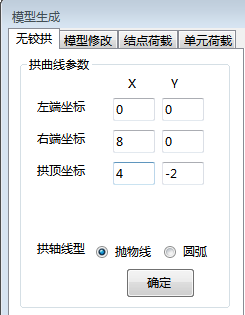 模型生成
无铰拱 模型修改 结点荷载 单元荷载
拱曲线参数
X Y
左端坐标 0 0
右端坐标 8 0
拱顶坐标 4 -2
拱轴线型 抛物线 圆弧
确定